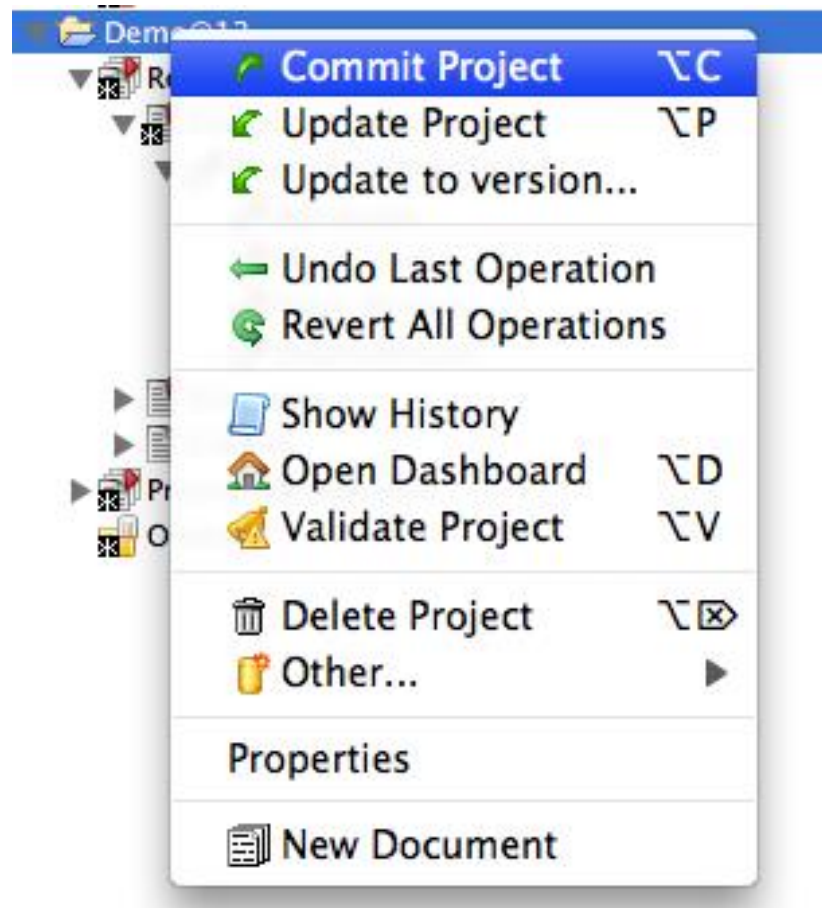 Commit Project ⌥C
Update Project ⌥P
Update to version...
Undo Last Operation
Revert All Operations
Show History
Open Dashboard ⌥D
Validate Project ⌥V
Delete Project ⌥⌦
Other...
Properties
New Document